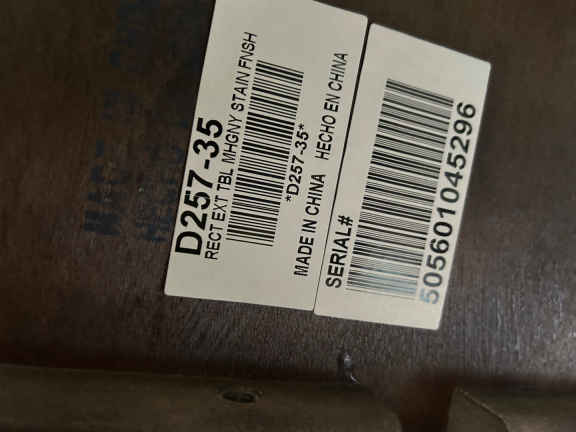 D257-35
RECT EXT TBL MHGNY STAIN FNSH
*D257-35*
MADE IN CHINA HECHO EN CHINA
SERIAL#
505601045296